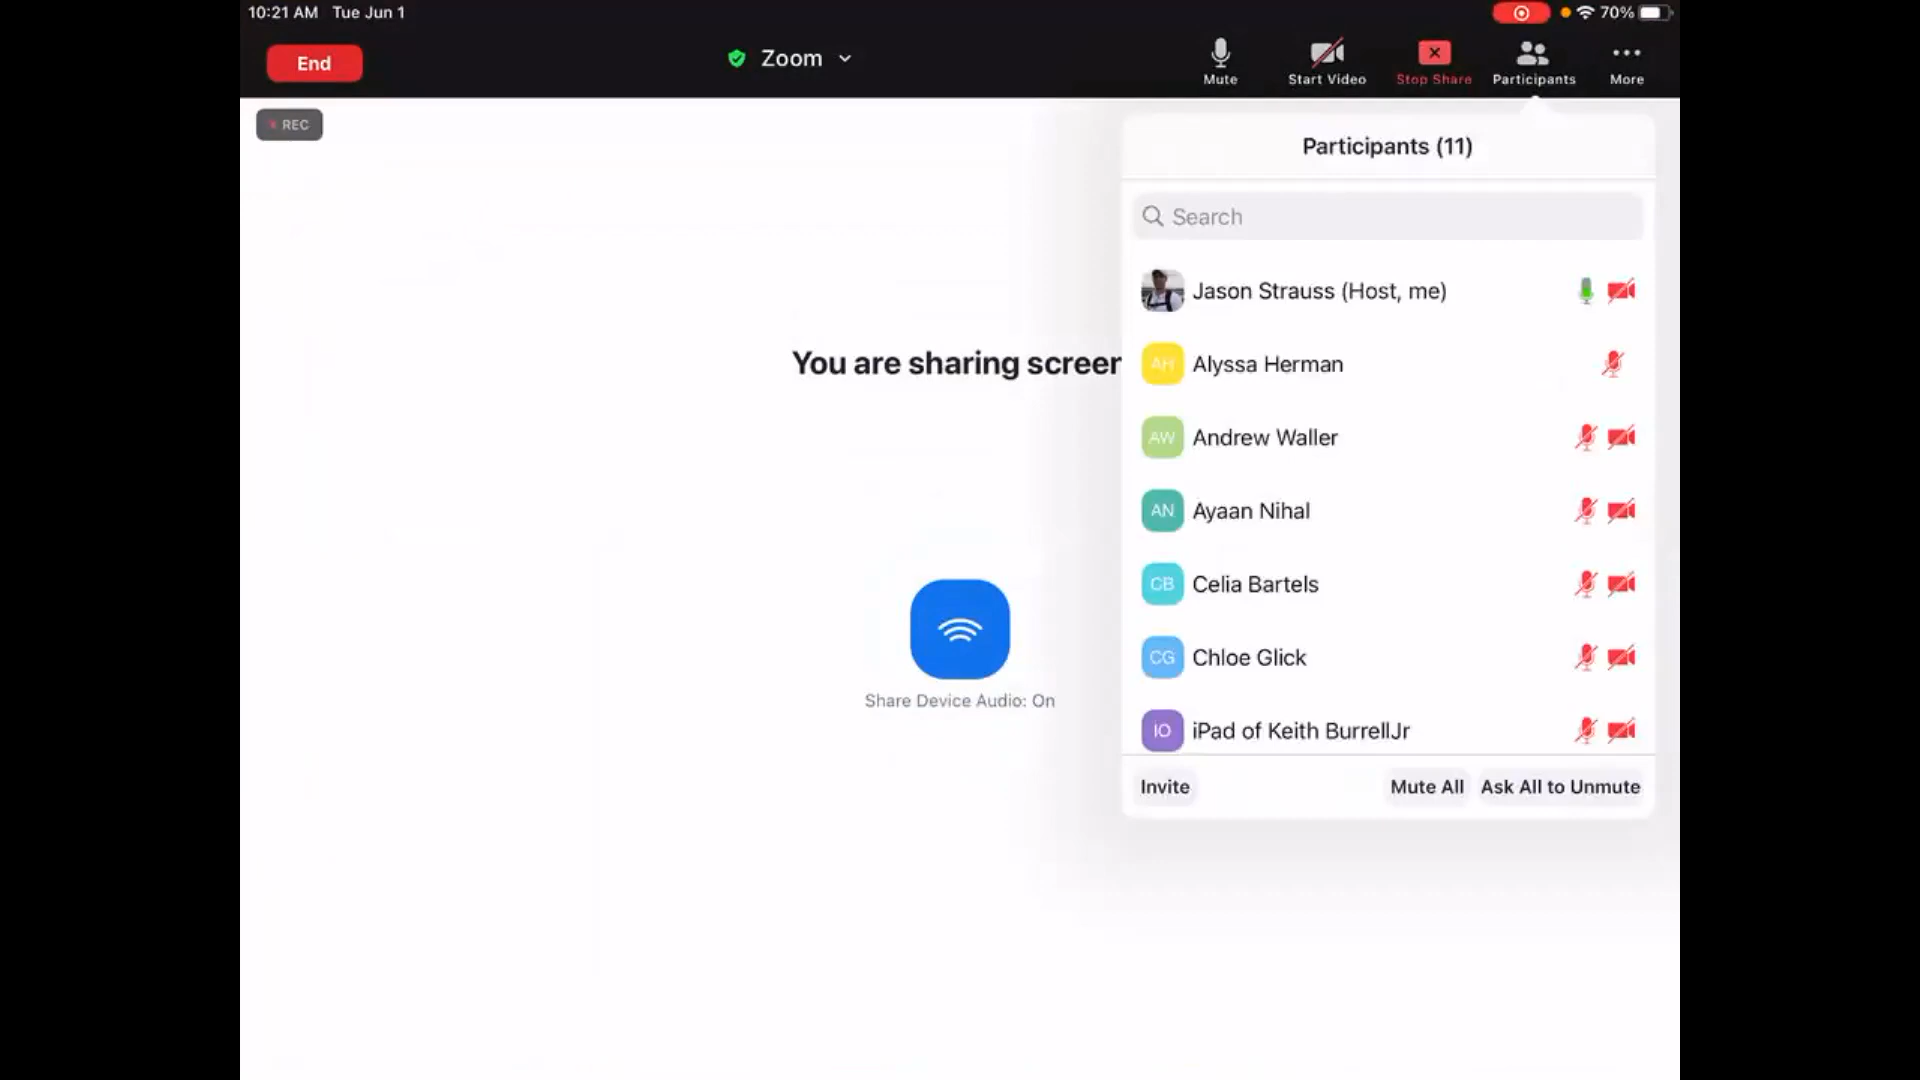 10:21 AM Tue Jun 1
70%
End
Zoom
Mute
Start Video
Stop Share
Participants
More
REC
Participants (11)
Search
Jason Strauss (Host, me)
AH Alyssa Herman
AW Andrew Waller
AN Ayaan Nihal
CB Celia Bartels
CG Chloe Glick
IO iPad of Keith BurrellJr
Invite
Mute All
Ask All to Unmute
You are sharing screen
Share Device Audio: On